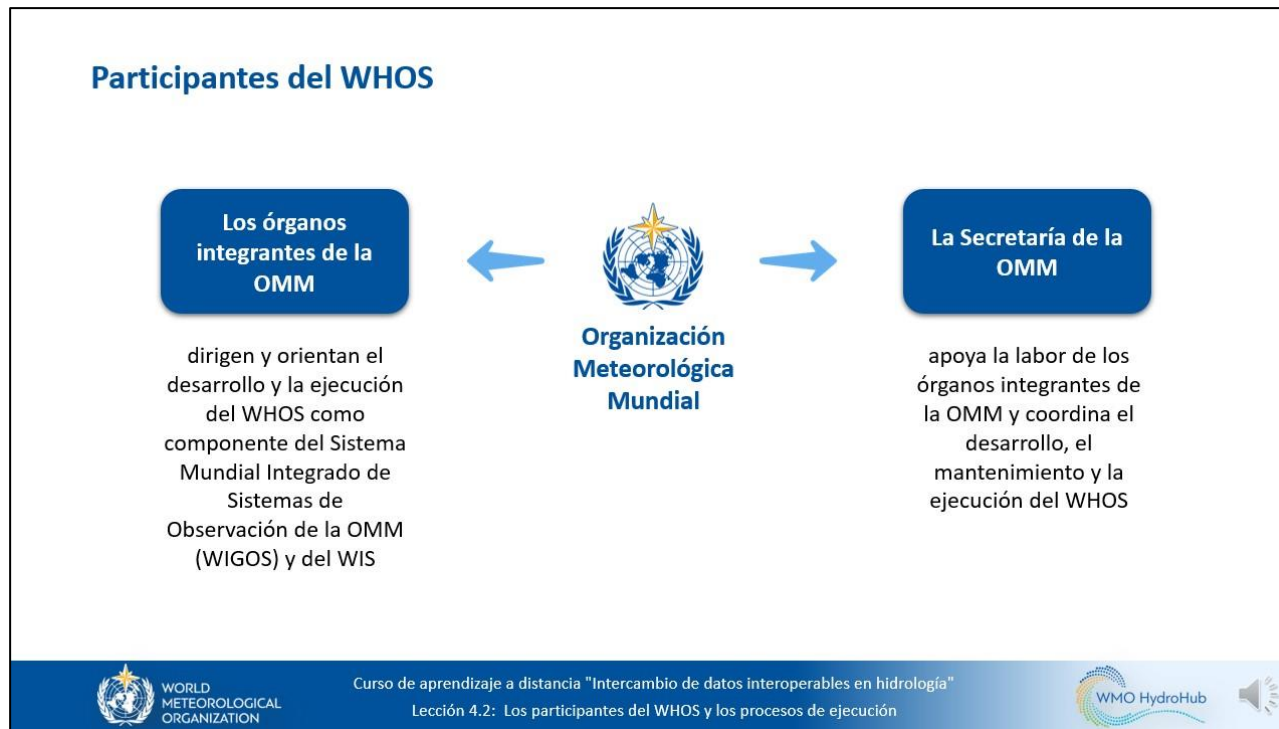 Participantes del WHOS
Los órganos
integrantes de la
OMM
dirigen y orientan el
desarrollo y la ejecución
del WHOS como
componente del Sistema
Mundial Integrado de
Sistemas de
Observación de la OMM
(WIGOS) y del WIS
Organización
Meteorológica
Mundial
La Secretaría de la
OMM
apoya la labor de los
órganos integrantes de
la OMM y coordina el
desarrollo, el
mantenimiento y la
ejecución del WHOS
WORLD
METEOROLOGICAL
ORGANIZATION
Curso de aprendizaje a distancia "Intercambio de datos interoperables en hidrología"
Lección 4.2: Los participantes del WHOS y los procesos de ejecución
WMO HydroHub